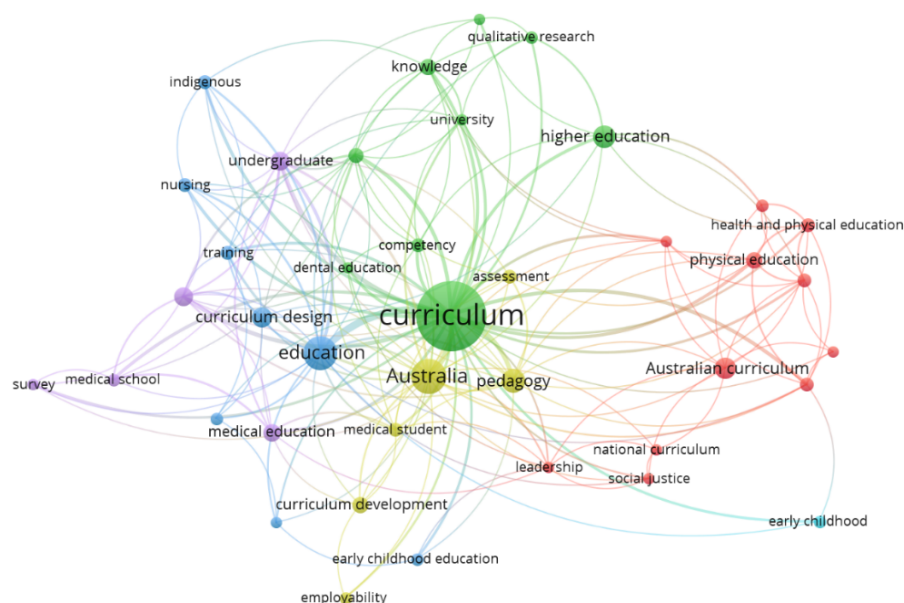 qualitative research
knowledge
indigenous
university
higher education
undergraduate
nursing
health and physical education
competency
training
physical education
dental education
assessment
curriculum
curriculum design
education
Australian curriculum
Australia
pedagogy
survey
medical school
medical education
medical student
national curriculum
leadership
social justice
curriculum development
early childhood
early childhood education
employability